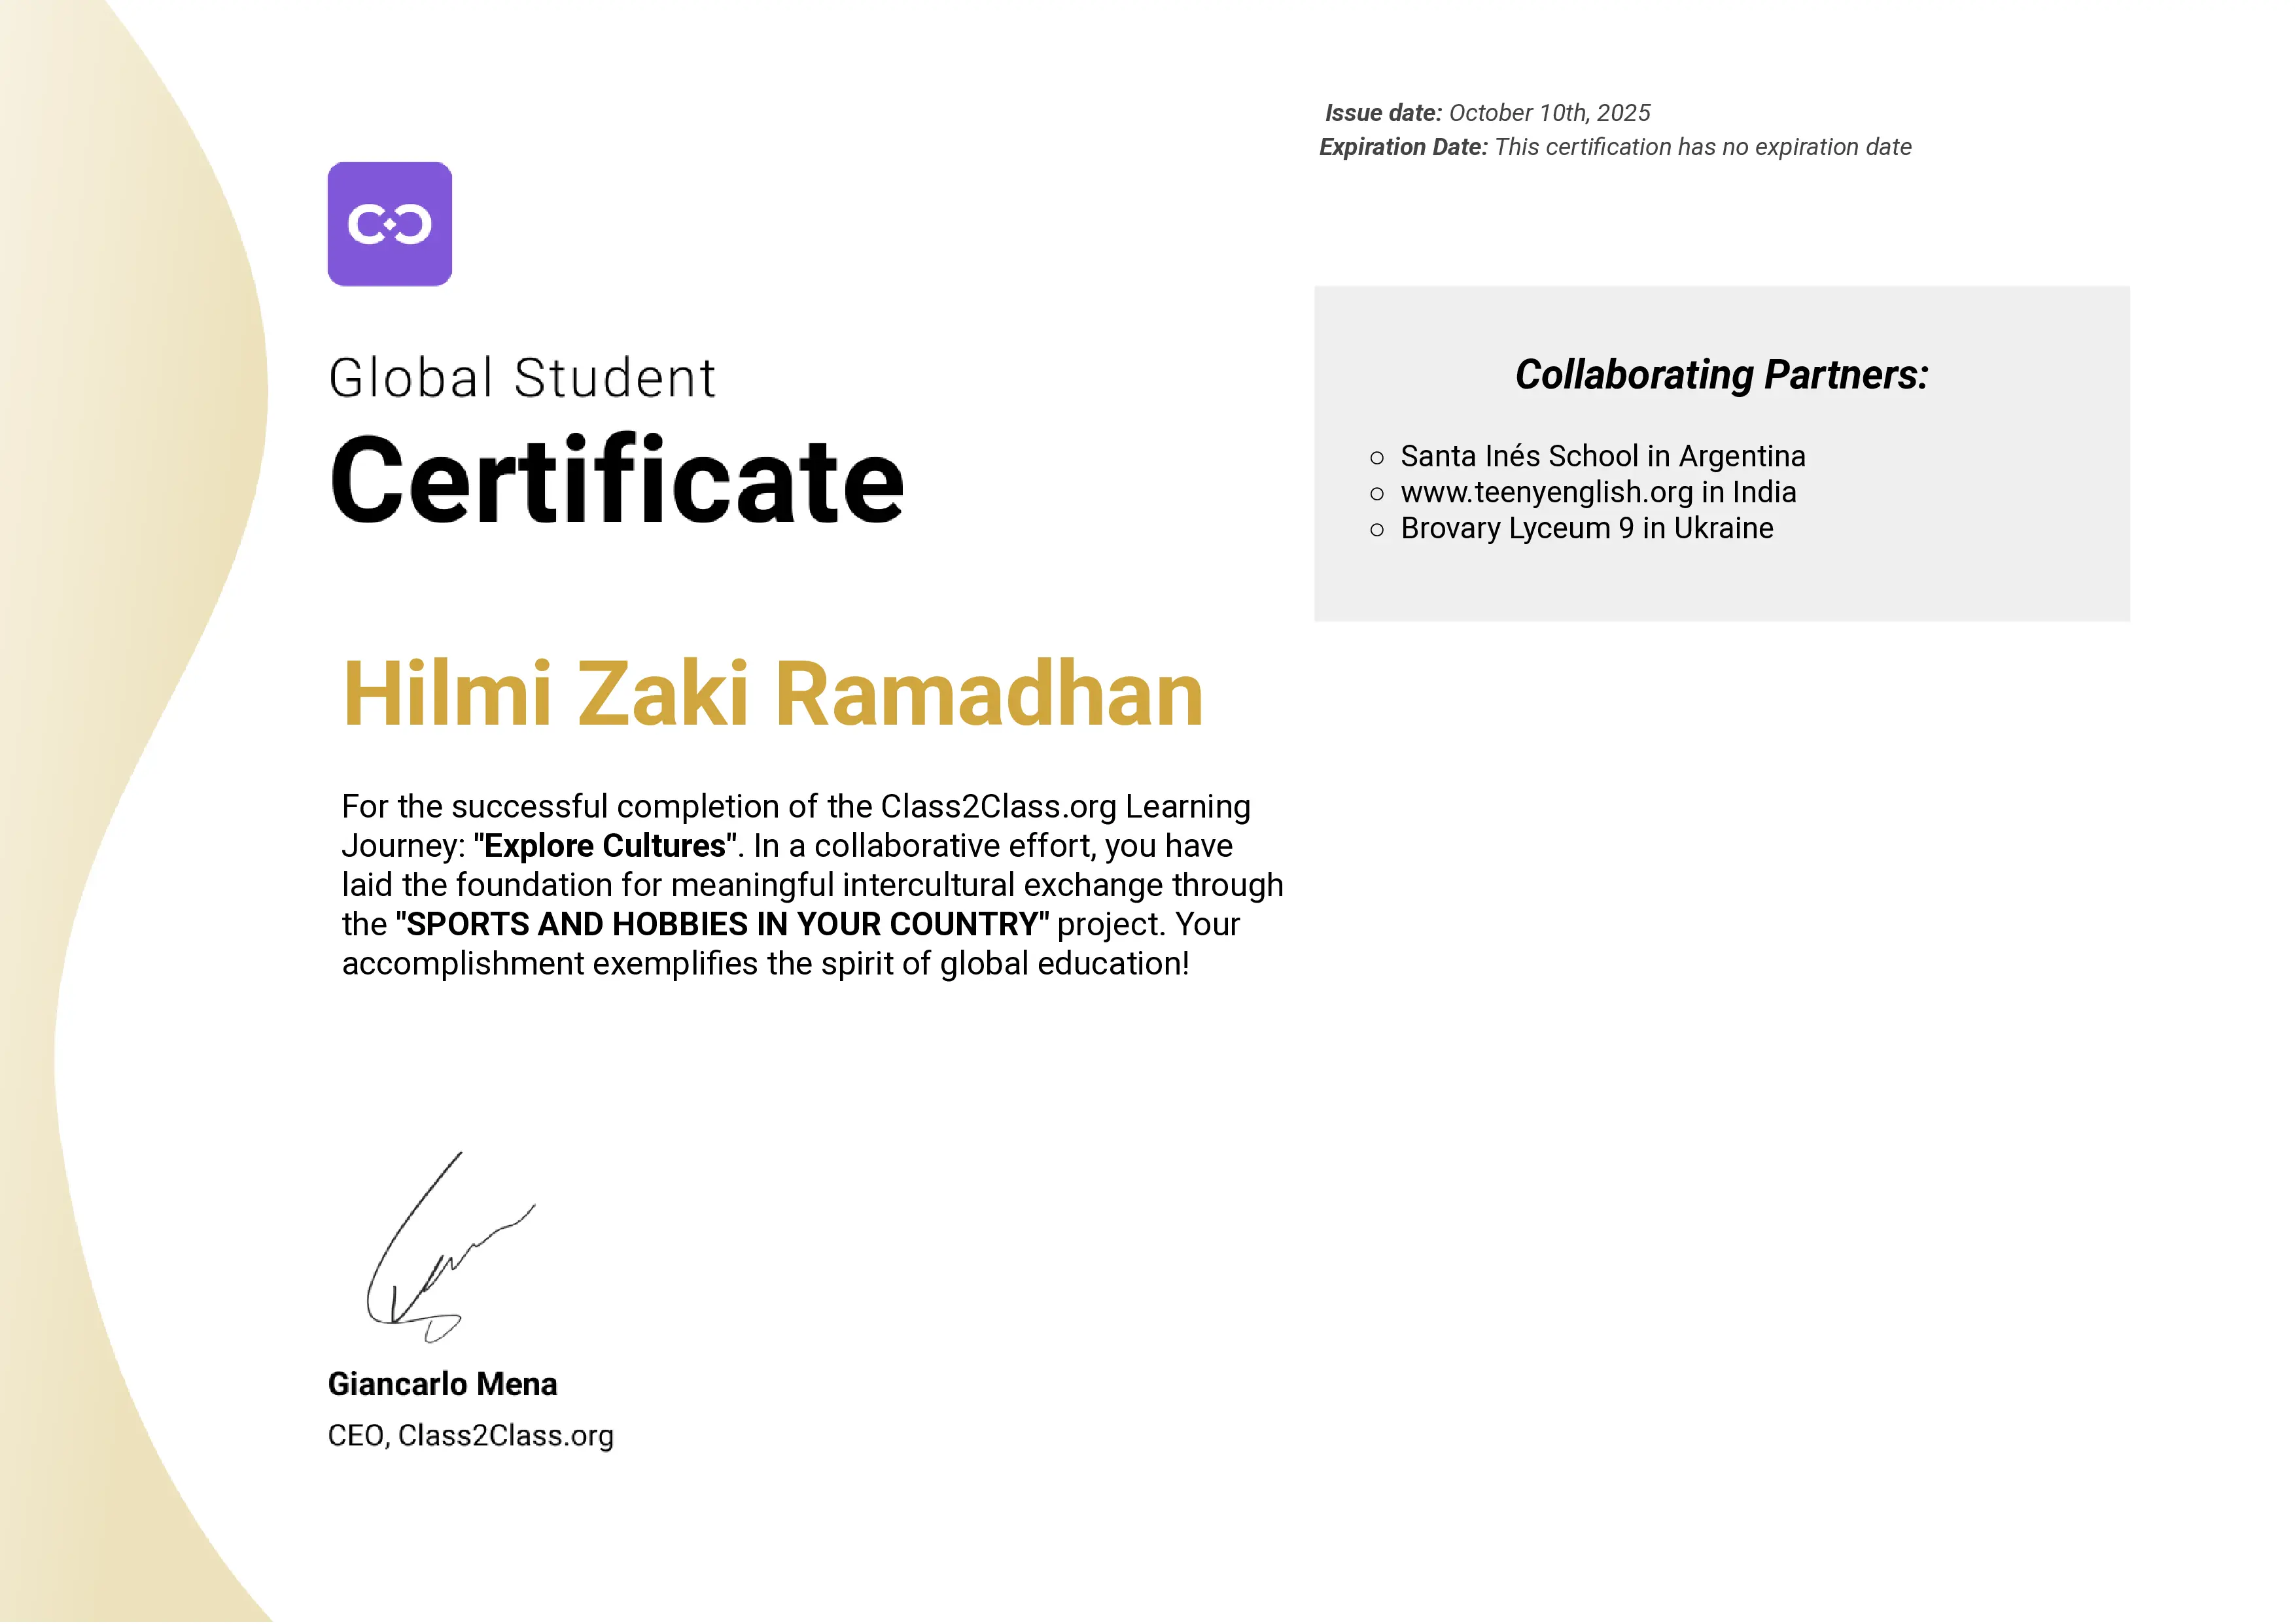 Issue date: October 10th, 2025
Expiration Date: This certification has no expiration date
Global Student
Certificate
Collaborating Partners:
Santa Inés School in Argentina
www.teenyenglish.org in India
Brovary Lyceum 9 in Ukraine
Hilmi Zaki Ramadhan
For the successful completion of the Class2Class.org Learning
Journey: "Explore Cultures". In a collaborative effort, you have
laid the foundation for meaningful intercultural exchange through
the "SPORTS AND HOBBIES IN YOUR COUNTRY" project. Your
accomplishment exemplifies the spirit of global education!
Giancarlo Mena
CEO, Class2Class.org